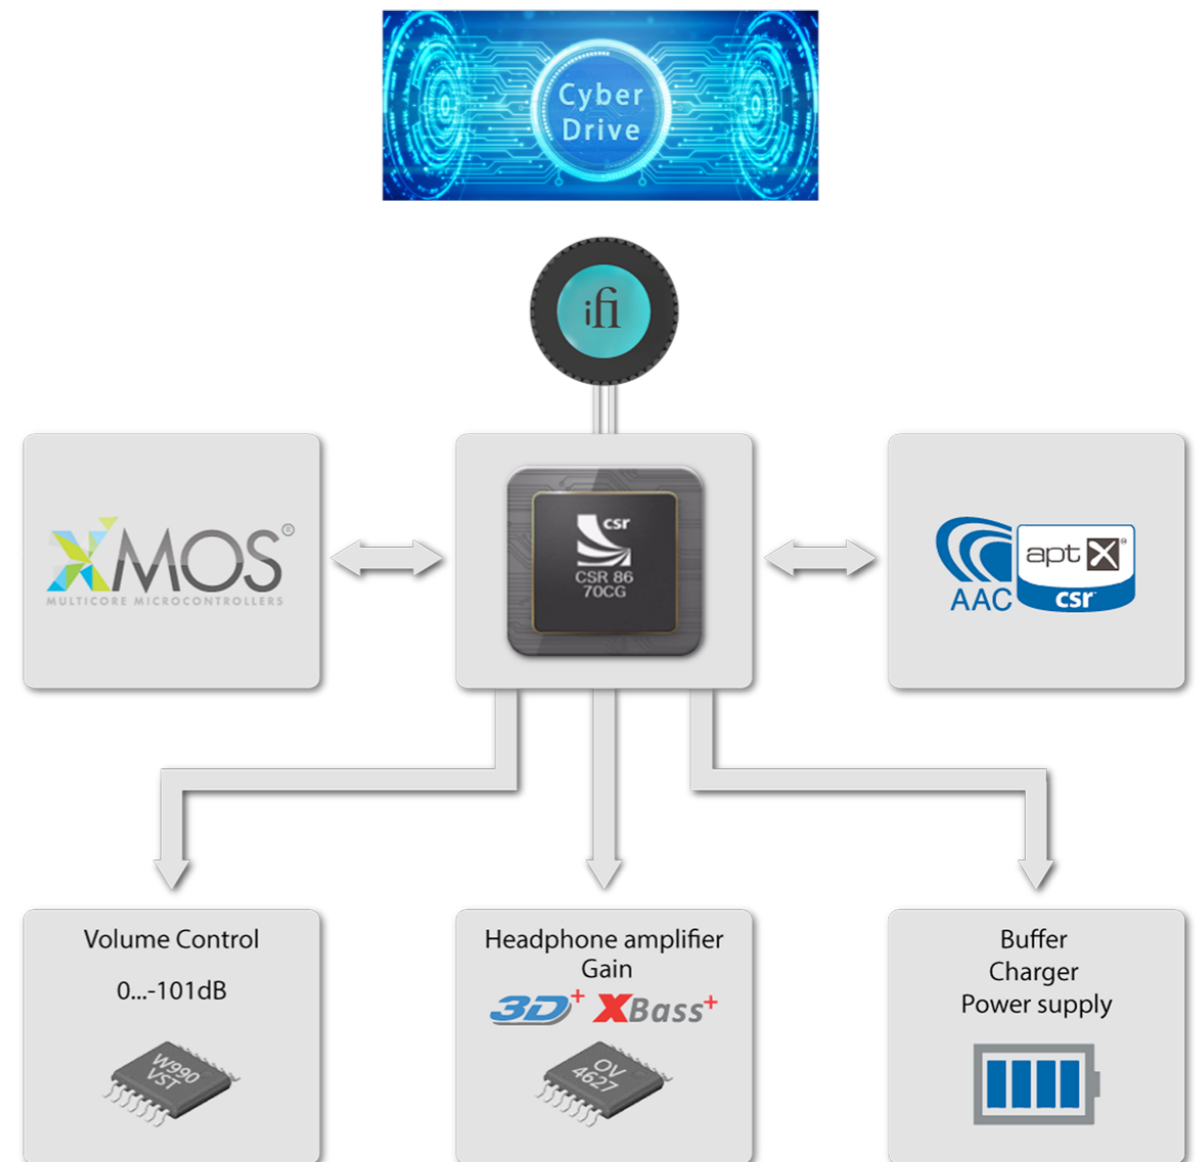 Cyber
Drive
ifi
XMOS®
MULTICORE MICROCONTROLLERS
csr
CSR 86
70CG
AAC
aptX®
csr
Volume Control
0...-101dB
W990
VST
Headphone amplifier
Gain
3D+ XBass+
OV
4627
Buffer
Charger
Power supply